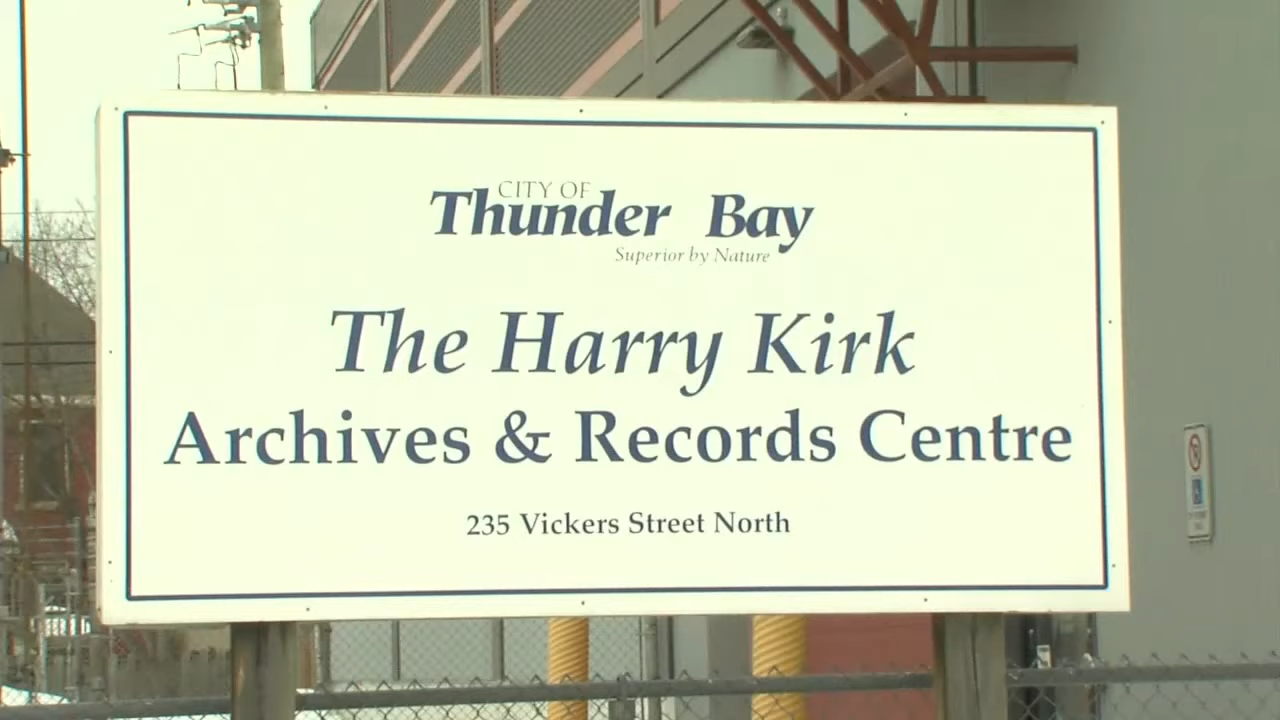 CITY OF
Thunder Bay
Superior by Nature
The Harry Kirk
Archives & Records Centre
235 Vickers Street North